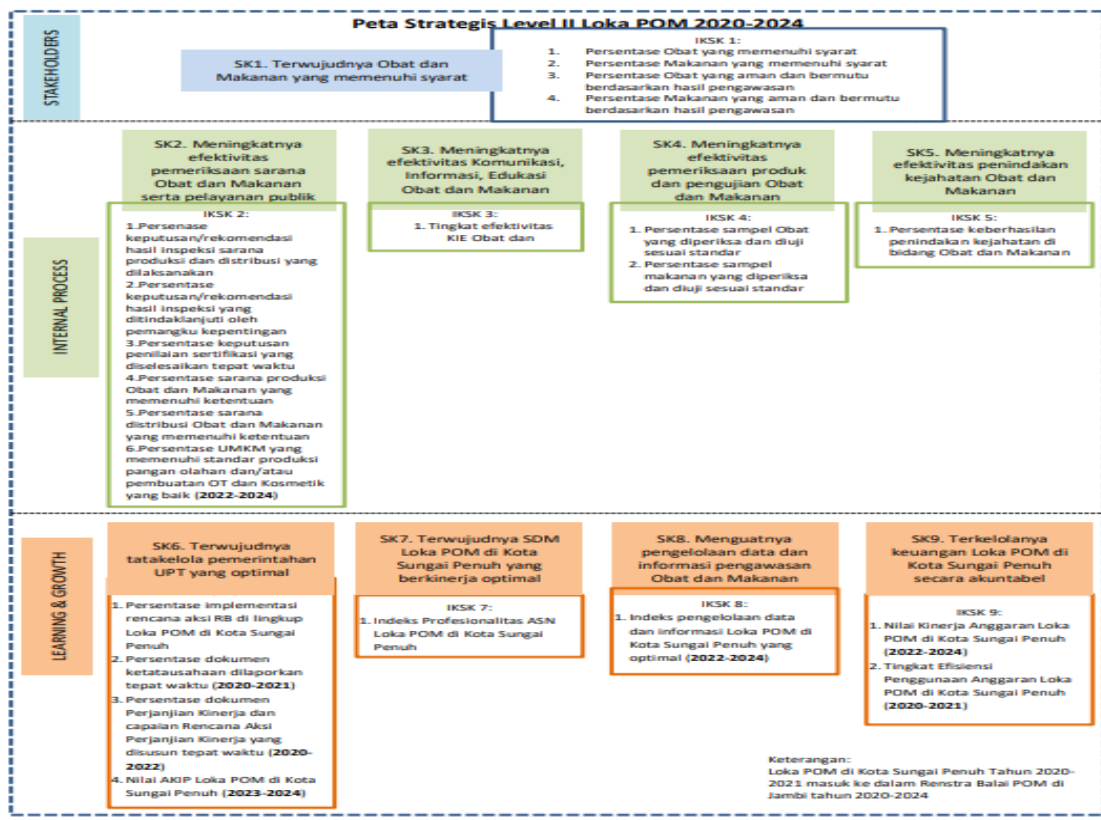 Peta Strategis Level II Loka POM 2020-2024
STAKEHOLDERS
SK1. Terwujudnya Obat dan
Makanan yang memenuhi syarat
IKSK 1:
1. Persentase Obat yang memenuhi syarat
2. Persentase Makanan yang memenuhi syarat
3. Persentase Obat yang aman dan bermutu
berdasarkan hasil pengawasan
4. Persentase Makanan yang aman dan bermutu
berdasarkan hasil pengawasan
INTERNAL PROCESS
SK2. Meningkatnya
efektivitas
pemeriksaan sarana
Obat dan Makanan
serta pelayanan publik
IKSK 2:
1.Persenase
keputusan/rekomendasi
hasil inspeksi sarana
produksi dan distribusi yang
dilaksanakan
2.Persentase
keputusan/rekomendasi
hasil inspeksi yang
ditindaklanjuti oleh
pemangku kepentingan
3.Persentase keputusan
penilaian sertifikasi yang
diselesaikan tepat waktu
4.Persentase sarana produksi
Obat dan Makanan yang
memenuhi ketentuan
5.Persentase sarana
distribusi Obat dan Makanan
yang memenuhi ketentuan
6.Persentase UMKM yang
memenuhi standar produksi
pangan olahan dan/atau
pembuatan OT dan Kosmetik
yang baik (2022-2024)
SK3. Meningkatnya
efektivitas Komunikasi,
Informasi, Edukasi
Obat dan Makanan
IKSK 3:
1. Tingkat efektivitas
KIE Obat dan
SK4. Meningkatnya
efektivitas
pemeriksaan produk
dan pengujian Obat
dan Makanan
IKSK 4:
1. Persentase sampel Obat
yang diperiksa dan diuji
sesuai standar
2. Persentase sampel
makanan yang diperiksa
dan diuji sesuai standar
SK5. Meningkatnya
efektivitas penindakan
kejahatan Obat dan
Makanan
IKSK 5:
1. Persentase keberhasilan
penindakan kejahatan di
bidang Obat dan Makanan
LEARNING & GROWTH
SK6. Terwujudnya
tatakelola pemerintahan
UPT yang optimal
1. Persentase implementasi
rencana aksi RB di lingkup
Loka POM di Kota Sungai
Penuh
2. Persentase dokumen
ketatausahaan dilaporkan
tepat waktu (2020-2021)
3. Persentase dokumen
Perjanjian Kinerja dan
capaian Rencana Aksi
Perjanjian Kinerja yang
disusun tepat waktu (2020-
2022)
4. Nilai AKIP Loka POM di Kota
Sungai Penuh (2023-2024)
SK7. Terwujudnya SDM
Loka POM di Kota
Sungai Penuh yang
berkinerja optimal
IKSK 7:
1. Indeks Profesionalitas ASN
Loka POM di Kota Sungai
Penuh
SK8. Menguatnya
pengelolaan data dan
informasi pengawasan
Obat dan Makanan
IKSK 8:
1. Indeks pengelolaan data
dan informasi Loka POM di
Kota Sungai Penuh yang
optimal (2022-2024)
SK9. Terkelolanya
keuangan Loka POM di
Kota Sungai Penuh
secara akuntabel
IKSK 9:
1. Nilai Kinerja Anggaran Loka
POM di Kota Sungai Penuh
(2022-2024)
2. Tingkat Efisiensi
Penggunaan Anggaran Loka
POM di Kota Sungai Penuh
(2020-2021)
Keterangan:
Loka POM di Kota Sungai Penuh Tahun 2020-
2021 masuk ke dalam Renstra Balai POM di
Jambi tahun 2020-2024